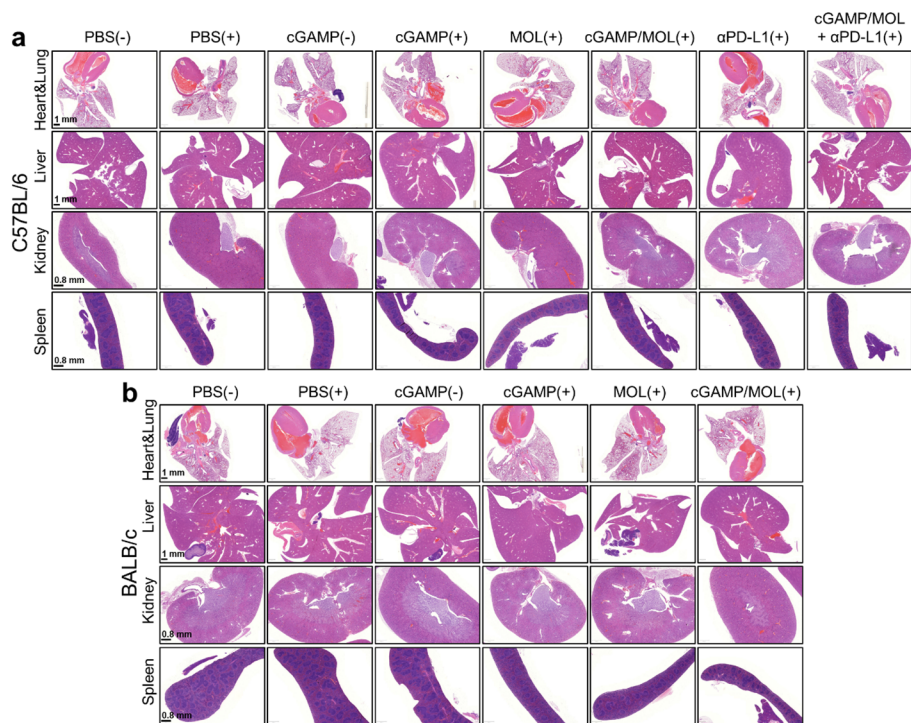 a
PBS(-) PBS(+) cGAMP(-) cGAMP(+) MOL(+) cGAMP/MOL(+) αPD-L1(+) cGAMP/MOL
+ αPD-L1(+)
C57BL/6
Heart&Lung
1 mm
Liver
1 mm
Kidney
0.8 mm
Spleen
0.8 mm
b
PBS(-) PBS(+) cGAMP(-) cGAMP(+) MOL(+) cGAMP/MOL(+)
BALB/c
Heart&Lung
1 mm
Liver
1 mm
Kidney
0.8 mm
Spleen
0.8 mm